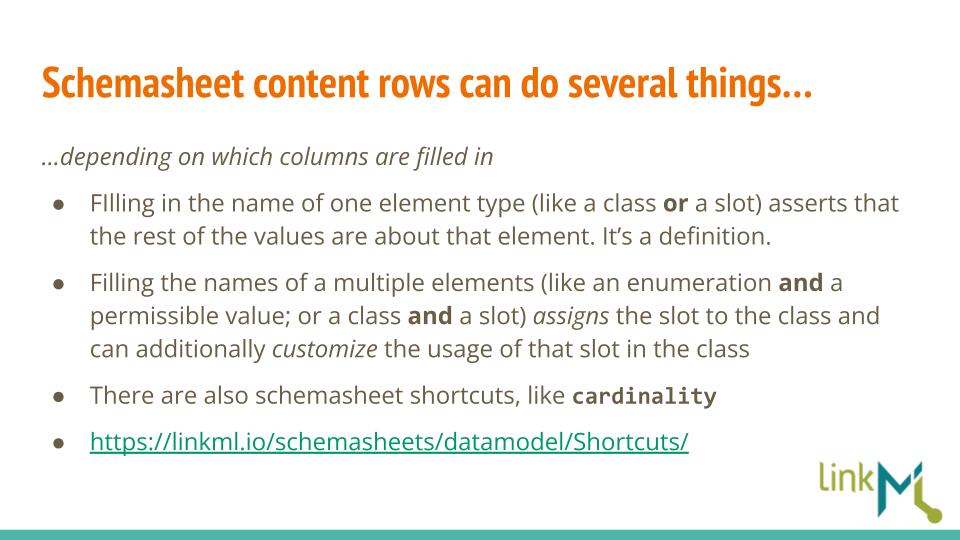 Schemasheet content rows can do several things…
…depending on which columns are filled in
● FIlling in the name of one element type (like a class or a slot) asserts that
the rest of the values are about that element. It’s a definition.
● Filling the names of a multiple elements (like an enumeration and a
permissible value; or a class and a slot) assigns the slot to the class and
can additionally customize the usage of that slot in the class
● There are also schemasheet shortcuts, like cardinality
● https://linkml.io/schemasheets/datamodel/Shortcuts/
linkML